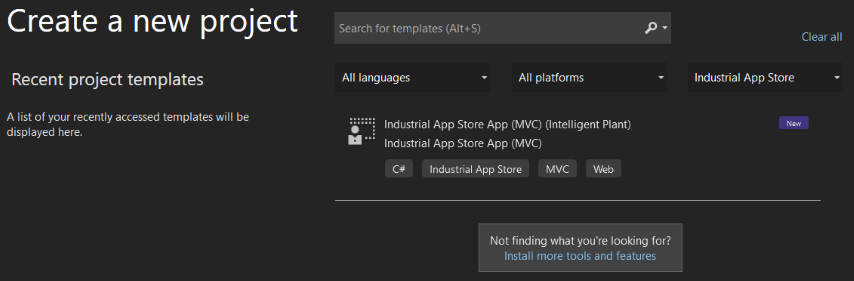 Create a new project
Search for templates (Alt+S)
Clear all
Recent project templates
All languages
All platforms
Industrial App Store
A list of your recently accessed templates will be
displayed here.
Industrial App Store App (MVC) (Intelligent Plant)
New
Industrial App Store App (MVC)
C#
Industrial App Store
MVC
Web
Not finding what you're looking for?
Install more tools and features